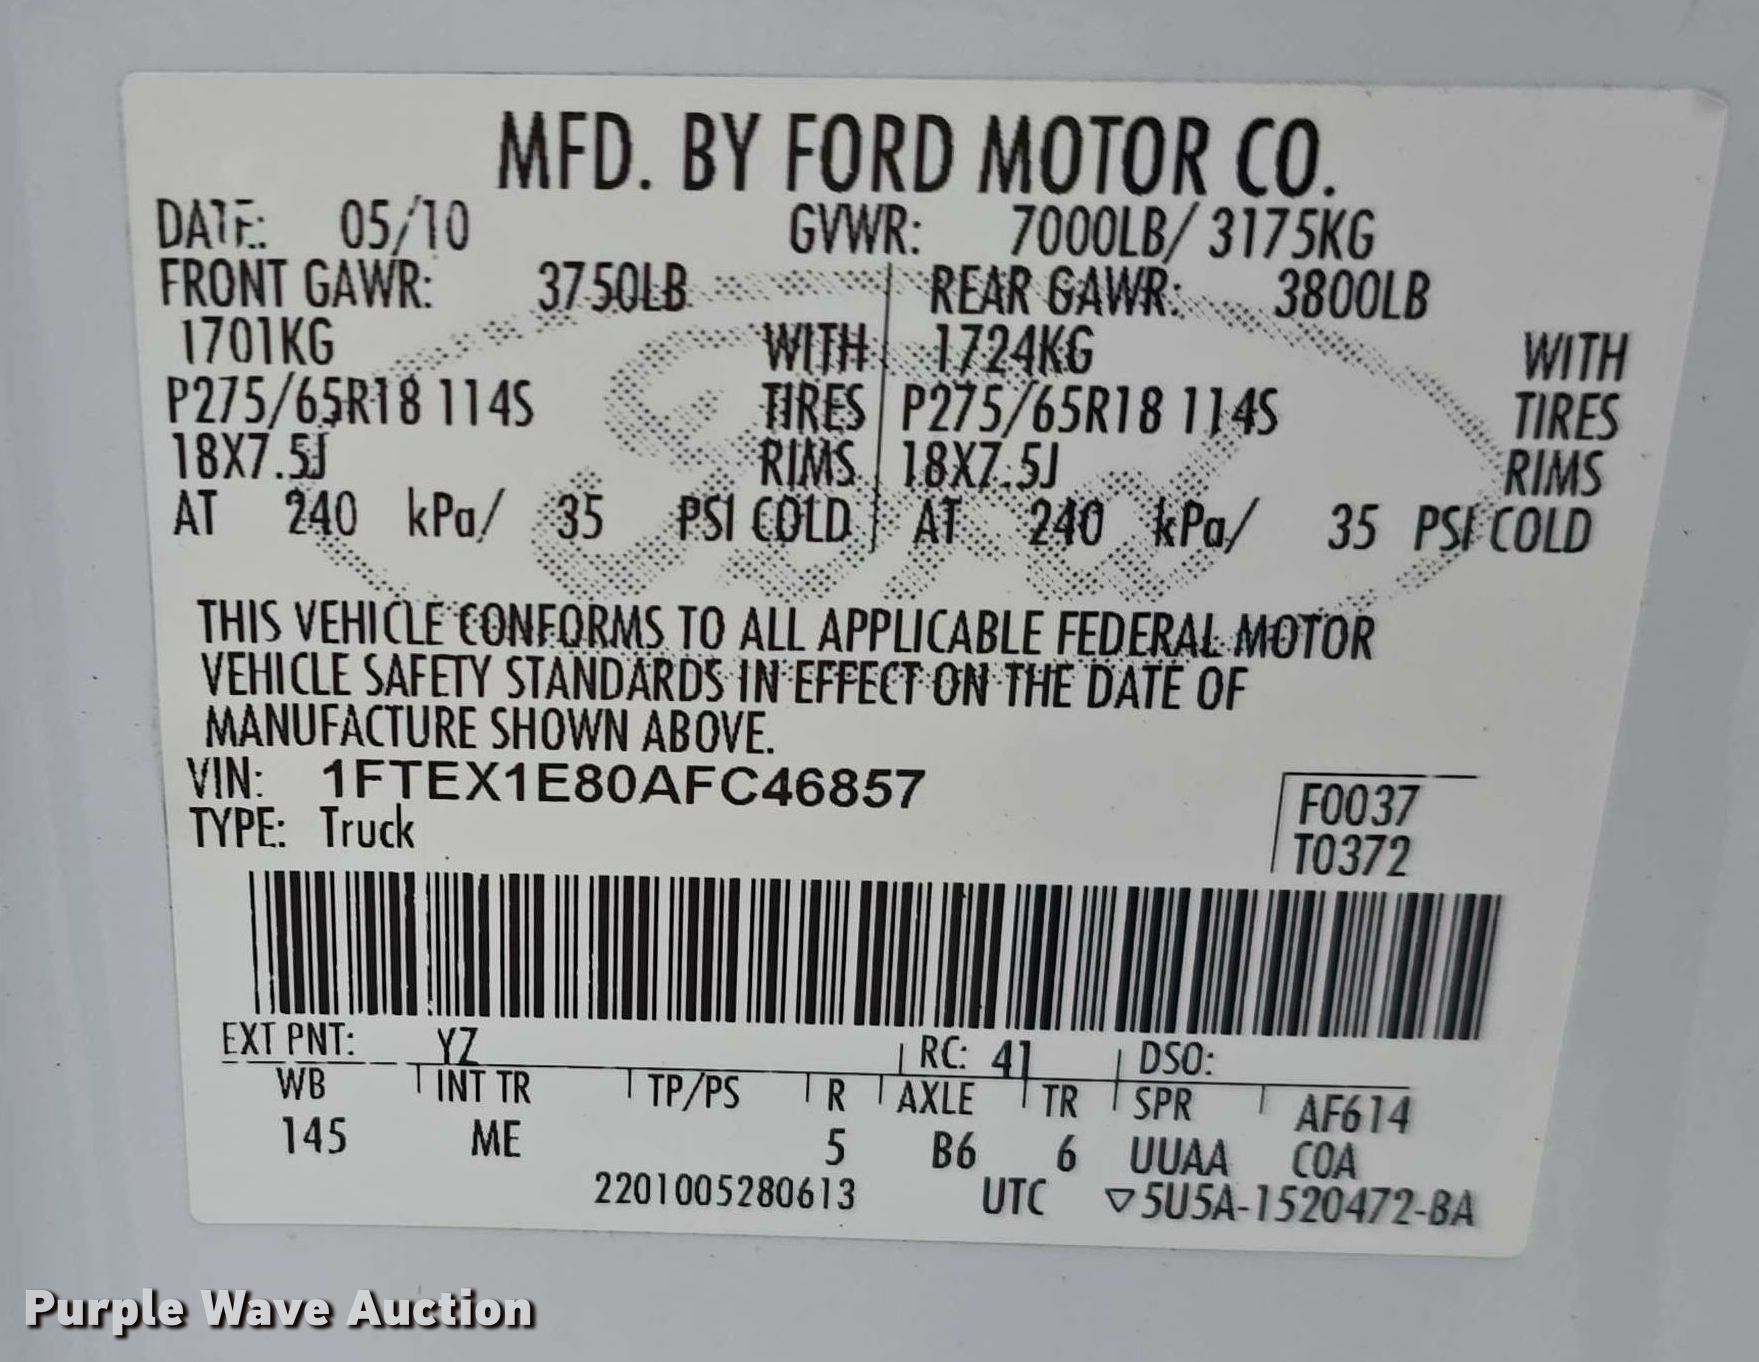 MFD. BY FORD MOTOR CO.
DATE: 05/10 GVWR: 7000LB/ 3175KG
FRONT GAWR: 3750LB REAR GAWR: 3800LB
1701KG WITH 1724KG WITH
P275/65R18 114S TIRES P275/65R18 114S TIRES
18X7.5J RIMS 18X7.5J RIMS
AT 240 kPa/ 35 PSI COLD AT 240 kPa/ 35 PSI COLD
THIS VEHICLE CONFORMS TO ALL APPLICABLE FEDERAL MOTOR
VEHICLE SAFETY STANDARDS IN EFFECT ON THE DATE OF
MANUFACTURE SHOWN ABOVE.
VIN: 1FTEX1E80AFC46857
TYPE: Truck
F0037
T0372
EXT PNT: YZ RC: 41 DSO:
WB INT TR TP/PS R AXLE TR SPR AF614
145 ME 5 B6 6 UUAA COA
2201005280613 UTC ▽5U5A-1520472-BA
Purple Wave Auction